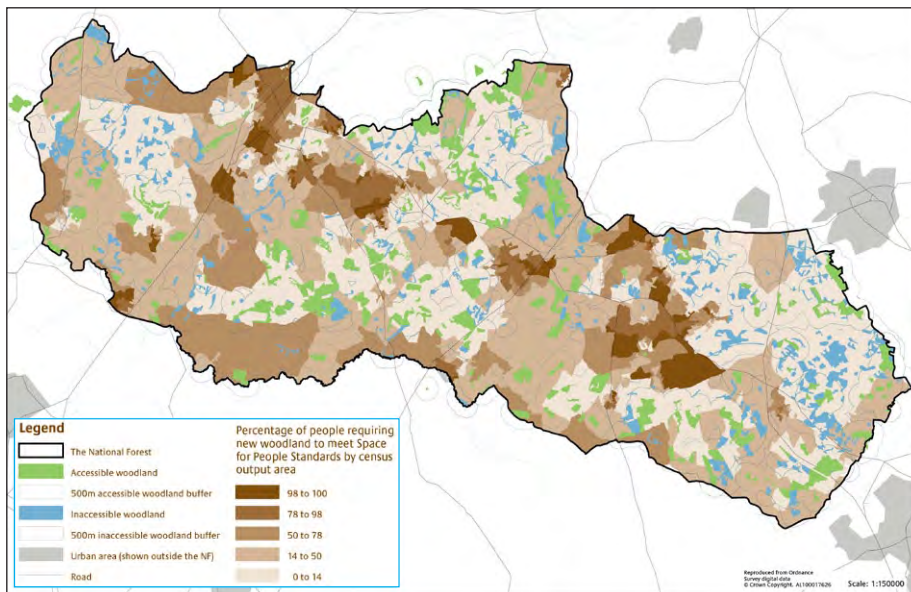 Legend
The National Forest
Accessible woodland
500m accessible woodland buffer
Inaccessible woodland
500m inaccessible woodland buffer
Urban area (shown outside the NF)
Road
Percentage of people requiring
new woodland to meet Space
for People Standards by census
output area
98 to 100
78 to 98
50 to 78
14 to 50
0 to 14
Reproduced from Ordnance
Survey digital data
© Crown Copyright. AL100017626
Scale: 1:150000